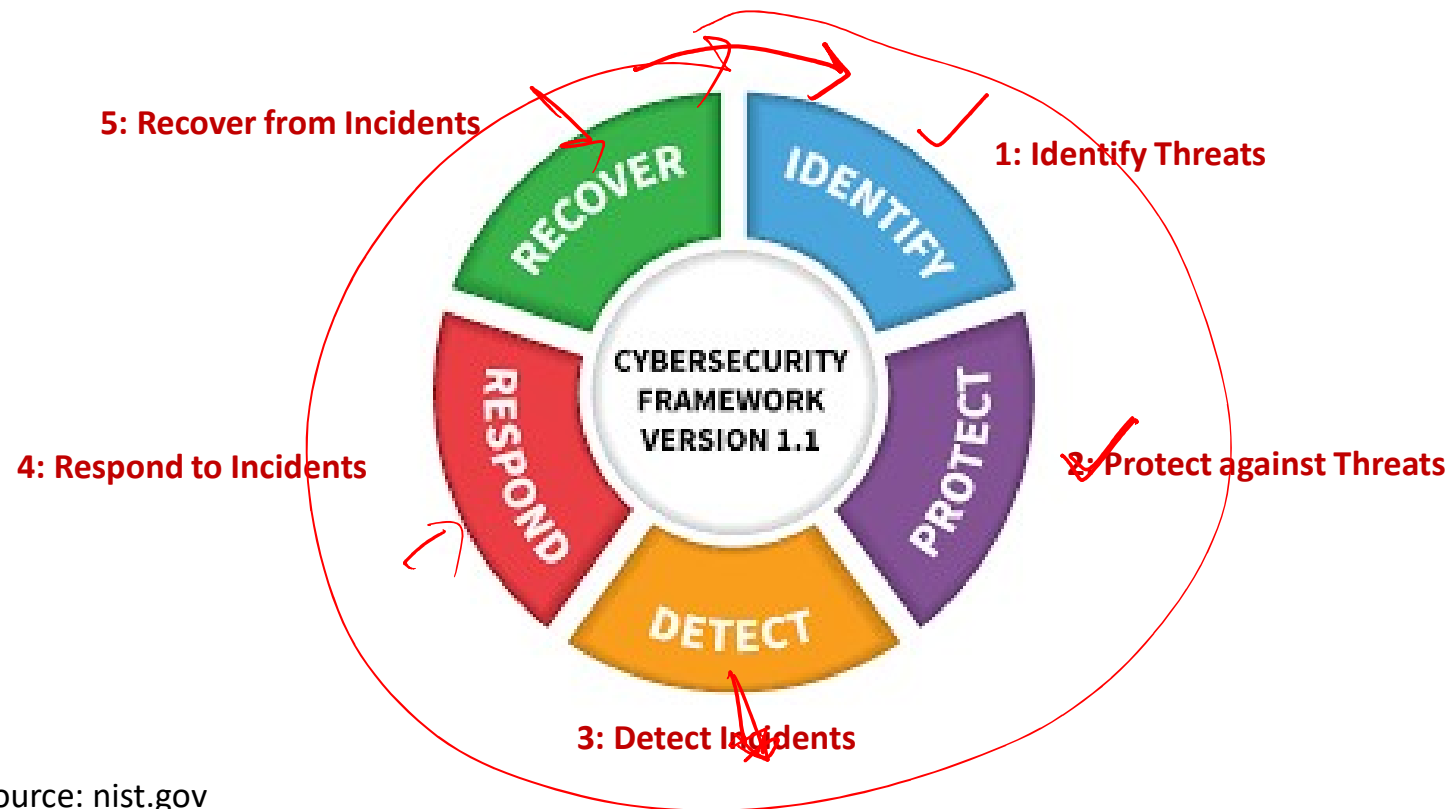 5: Recover from Incidents
1: Identify Threats
RECOVER
IDENTIFY
CYBERSECURITY
FRAMEWORK
VERSION 1.1
RESPOND
PROTECT
4: Respond to Incidents
2: Protect against Threats
DETECT
3: Detect Incidents
ource: nist.gov